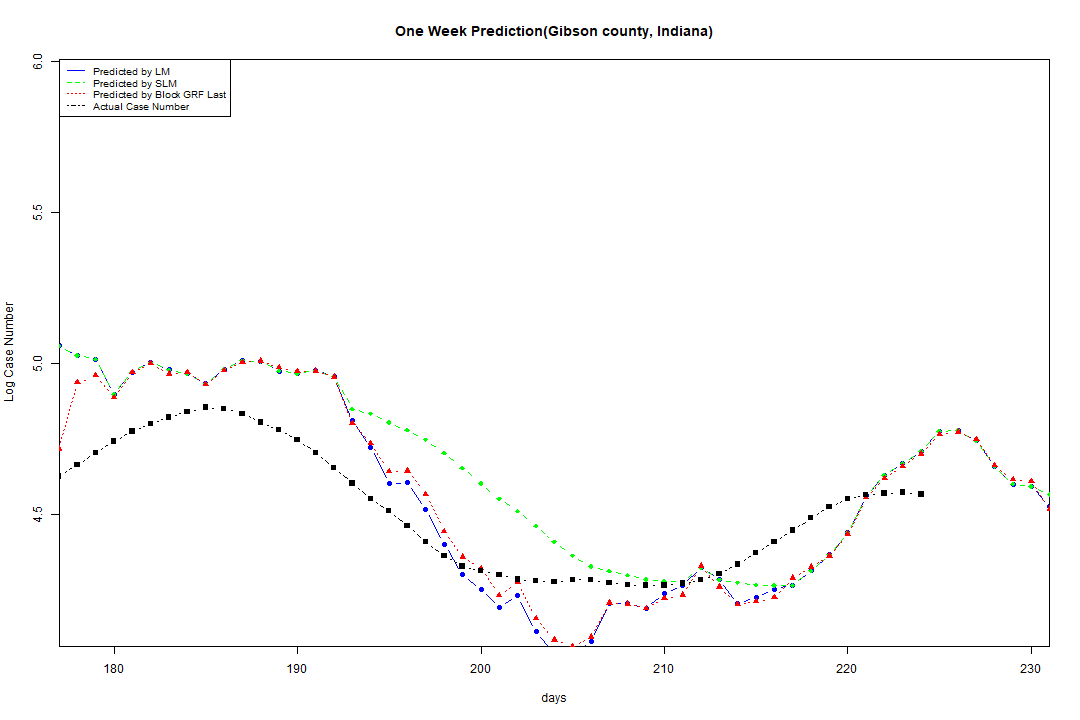 One Week Prediction(Gibson county, Indiana)
Predicted by LM
Predicted by SLM
Predicted by Block GRF Last
Actual Case Number
6.0
5.5
5.0
4.5
Log Case Number
180 190 200 210 220 230
days